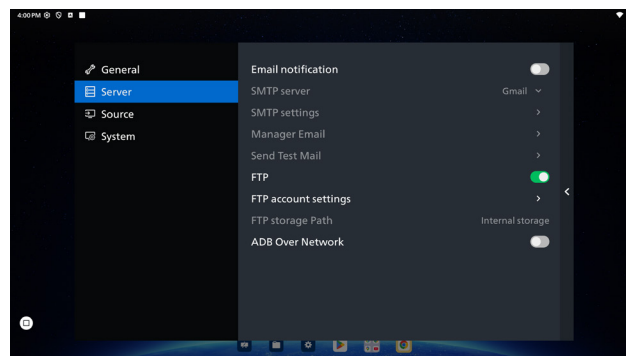 4:00 PM
General
Server
Source
System
Email notification
SMTP server Gmail
SMTP settings
Manager Email
Send Test Mail
FTP
FTP account settings
FTP storage Path Internal storage
ADB Over Network